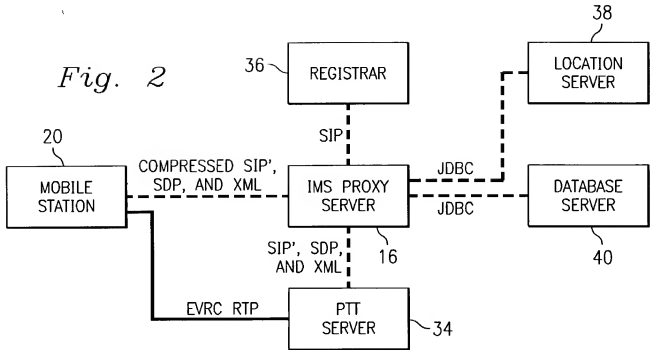 Fig. 2
36
REGISTRAR
38
LOCATION
SERVER
SIP
20
MOBILE
STATION
COMPRESSED SIP',
SDP, AND XML
IMS PROXY
SERVER
16
JDBC
JDBC
DATABASE
SERVER
40
SIP', SDP,
AND XML
EVRC RTP
PTT
SERVER
34